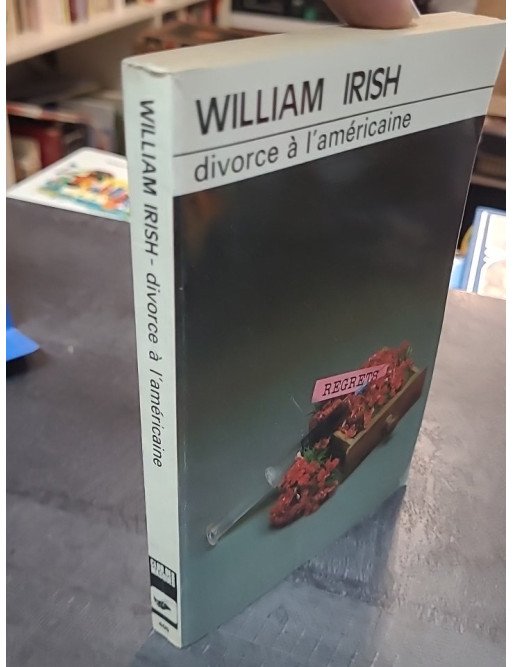 WILLIAM IRISH
divorce à l'américaine
REGRETS
WILLIAM IRISH - divorce à l'américaine